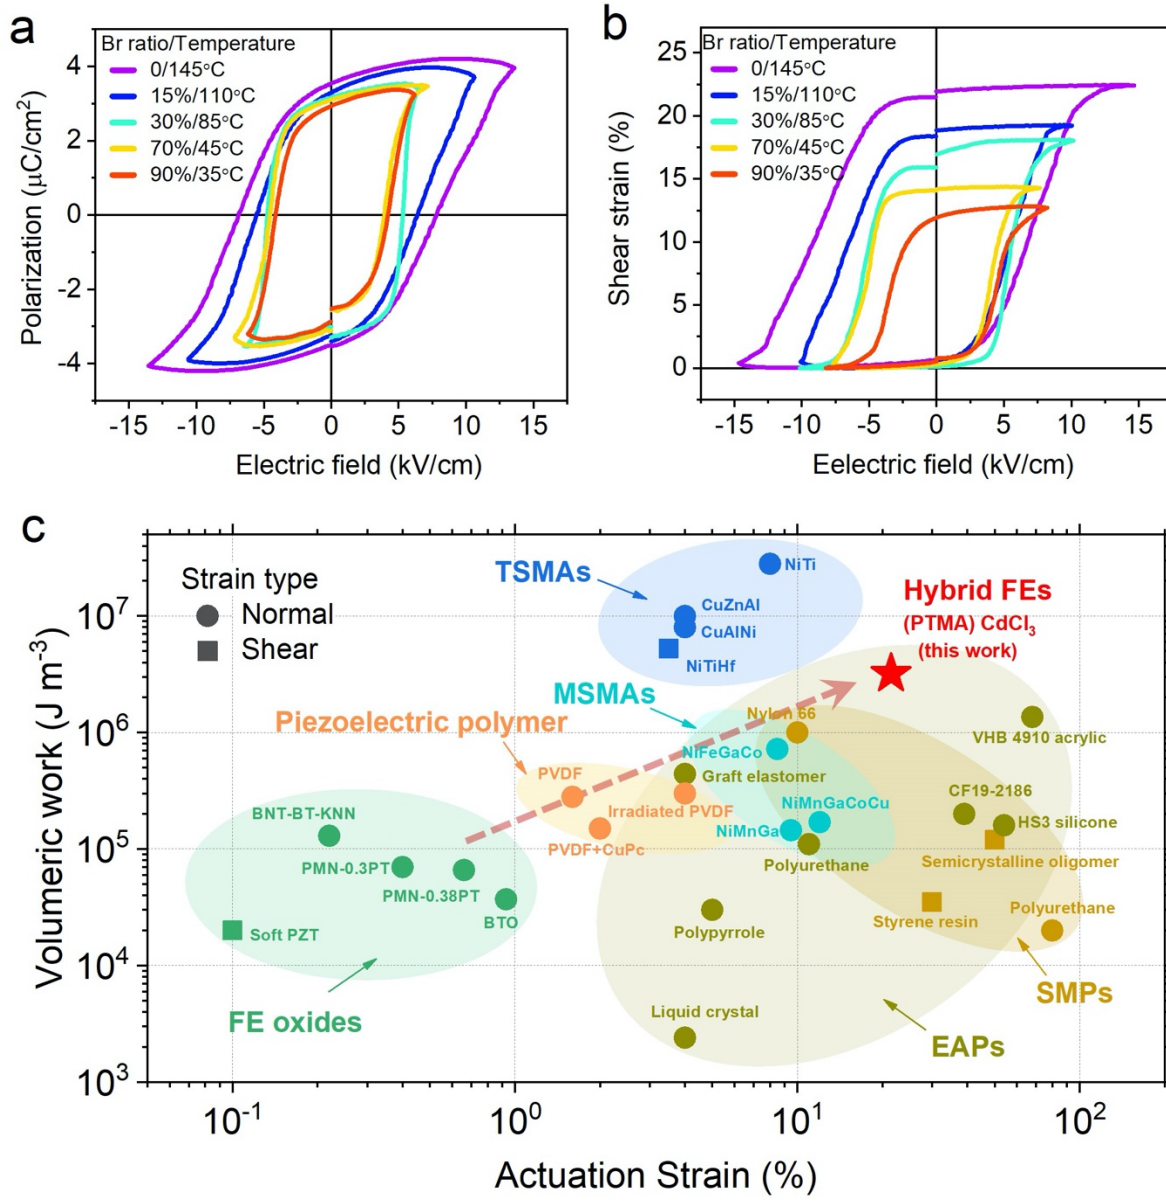 a
Br ratio/Temperature
0/145°C
15%/110°C
30%/85°C
70%/45°C
90%/35°C
4
2
0
-2
-4
Polarization (μC/cm²)
-15 -10 -5 0 5 10 15
Electric field (kV/cm)
b
Br ratio/Temperature
0/145°C
15%/110°C
30%/85°C
70%/45°C
90%/35°C
25
20
15
10
5
0
Shear strain (%)
-15 -10 -5 0 5 10 15
Eelectric field (kV/cm)
c
Strain type
Normal
Shear
TSMAs
NiTi
CuZnAl
CuAlNi
NiTiHf
Hybrid FEs
(PTMA) CdCl₃
(this work)
MSMAs
Nylon 66
NiFeGaCo
VHB 4910 acrylic
Piezoelectric polymer
PVDF
Graft elastomer
CF19-2186
BNT-BT-KNN
Irradiated PVDF
NiMnGaCoCu
HS3 silicone
PVDF+CuPc
NiMnGa
Semicrystalline oligomer
PMN-0.3PT
Polyurethane
PMN-0.38PT
BTO
Styrene resin
Polyurethane
Soft PZT
Polypyrrole
SMPs
FE oxides
Liquid crystal
EAPs
10⁷
10⁶
10⁵
10⁴
10³
Volumeric work (J m⁻³)
10⁻¹ 10⁰ 10¹ 10²
Actuation Strain (%)